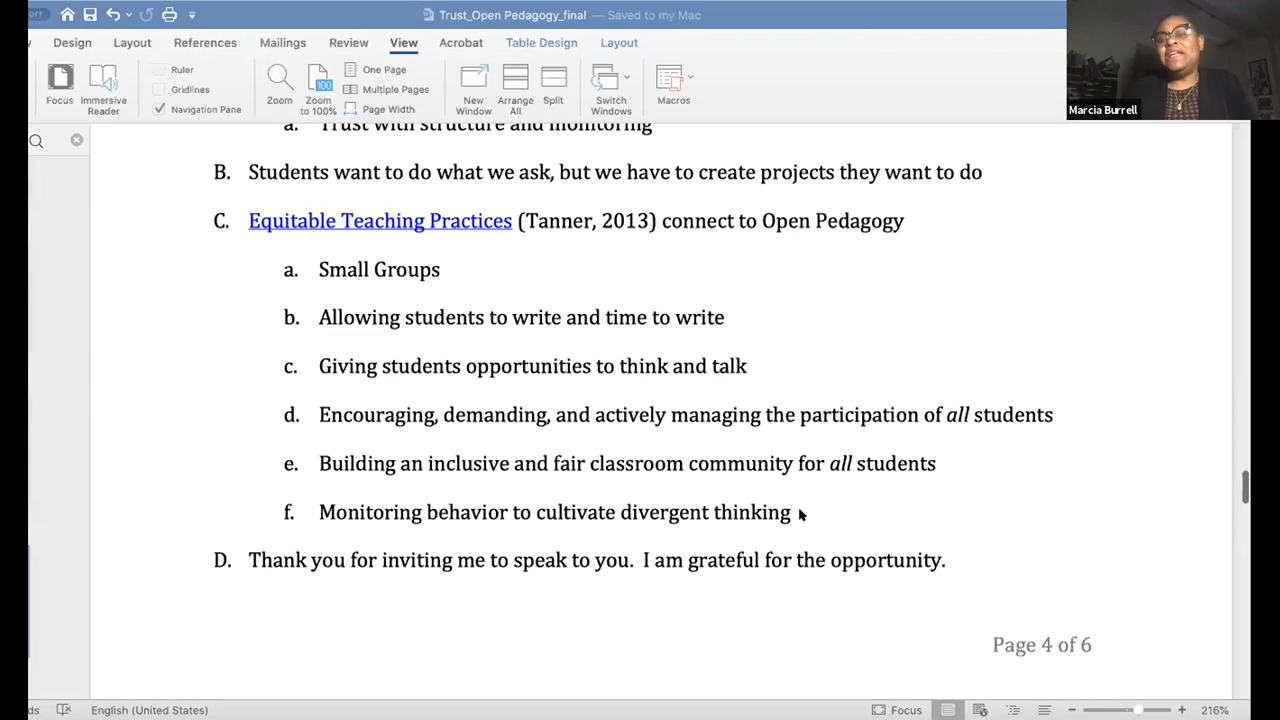 Trust_Open Pedagogy_final — Saved to my Mac
Design Layout References Mailings Review View Acrobat Table Design Layout
Focus
Immersive Reader
Ruler
Gridlines
Navigation Pane
Zoom
Zoom to 100%
100
One Page
Multiple Pages
Page Width
New Window
Arrange All
Split
Switch Windows
Macros
Marcia Burrell
a. Trust with structure and monitoring
B. Students want to do what we ask, but we have to create projects they want to do
C. Equitable Teaching Practices (Tanner, 2013) connect to Open Pedagogy
a. Small Groups
b. Allowing students to write and time to write
c. Giving students opportunities to think and talk
d. Encouraging, demanding, and actively managing the participation of all students
e. Building an inclusive and fair classroom community for all students
f. Monitoring behavior to cultivate divergent thinking
D. Thank you for inviting me to speak to you. I am grateful for the opportunity.
Page 4 of 6
English (United States) Focus 216%